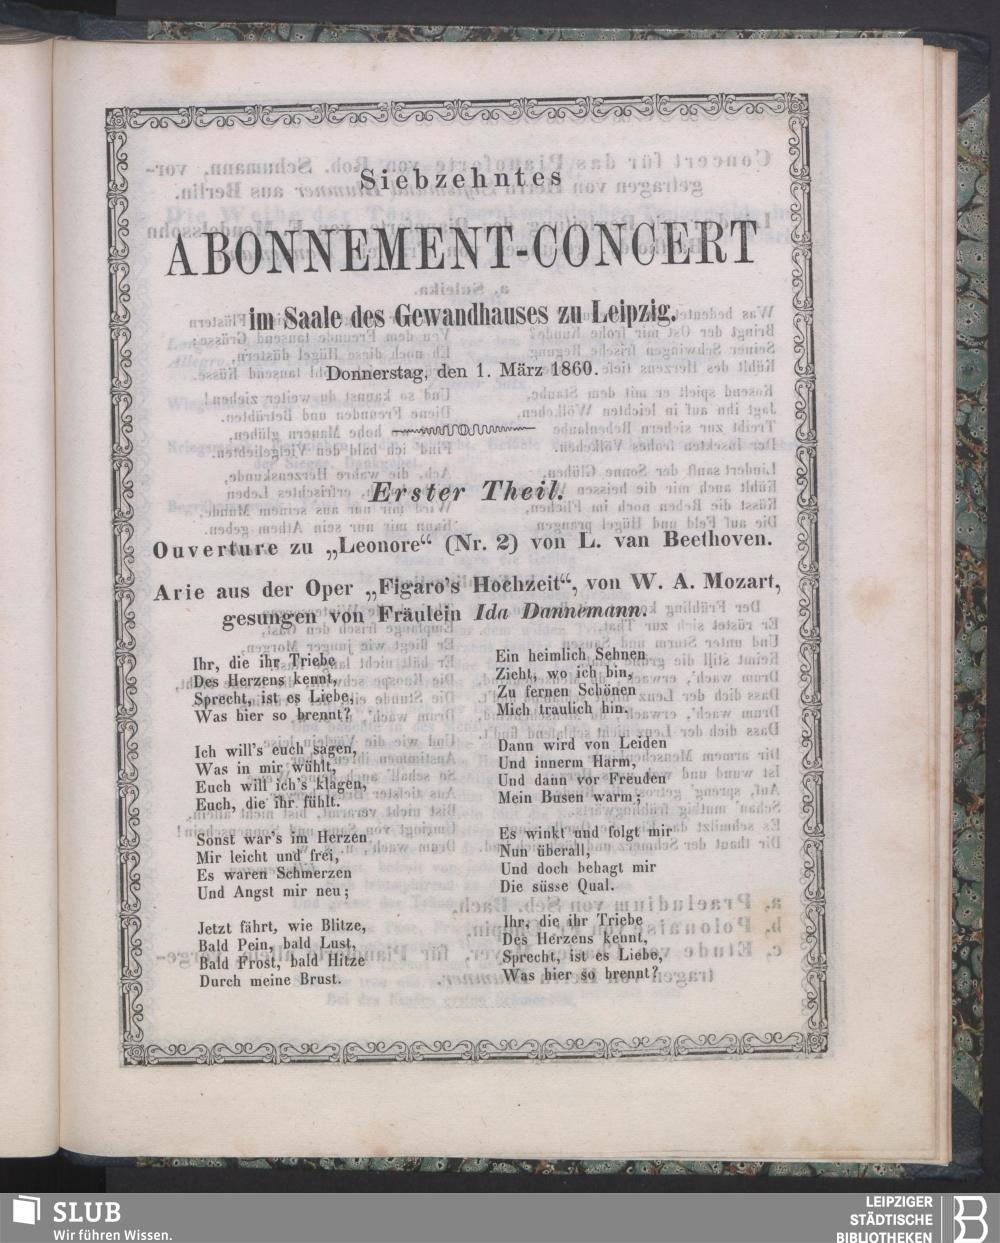 Siebzehntes
ABONNEMENT-CONCERT
im Saale des Gewandhauses zu Leipzig.
Donnerstag, den 1. März 1860.
Erster Theil.
Ouverture zu „Leonore“ (Nr. 2) von L. van Beethoven.
Arie aus der Oper „Figaro's Hochzeit“, von W. A. Mozart,
gesungen von Fräulein Ida Dannemann.
Ihr, die ihr Triebe
Des Herzens kennt,
Sprecht, ist es Liebe,
Was hier so brennt?
Ich will's euch sagen,
Was in mir wühlt,
Euch will ich's klagen,
Euch, die ihr fühlt.
Sonst war's im Herzen
Mir leicht und frei,
Es waren Schmerzen
Und Angst mir neu;
Jetzt fährt, wie Blitze,
Bald Pein, bald Lust,
Bald Frost, bald Hitze
Durch meine Brust.
Ein heimlich Sehnen
Zieht, wo ich bin,
Zu fernen Schönen
Mich traulich hin.
Dann wird von Leiden
Und innerm Harm,
Und dann vor Freuden
Mein Busen warm;
Es winkt und folgt mir
Nun überall,
Und doch behagt mir
Die süsse Qual.
Ihr, die ihr Triebe
Des Herzens kennt,
Sprecht, ist es Liebe,
Was hier so brennt?
SLUB
Wir führen Wissen.
LEIPZIGER
STÄDTISCHE
BIBLIOTHEKEN